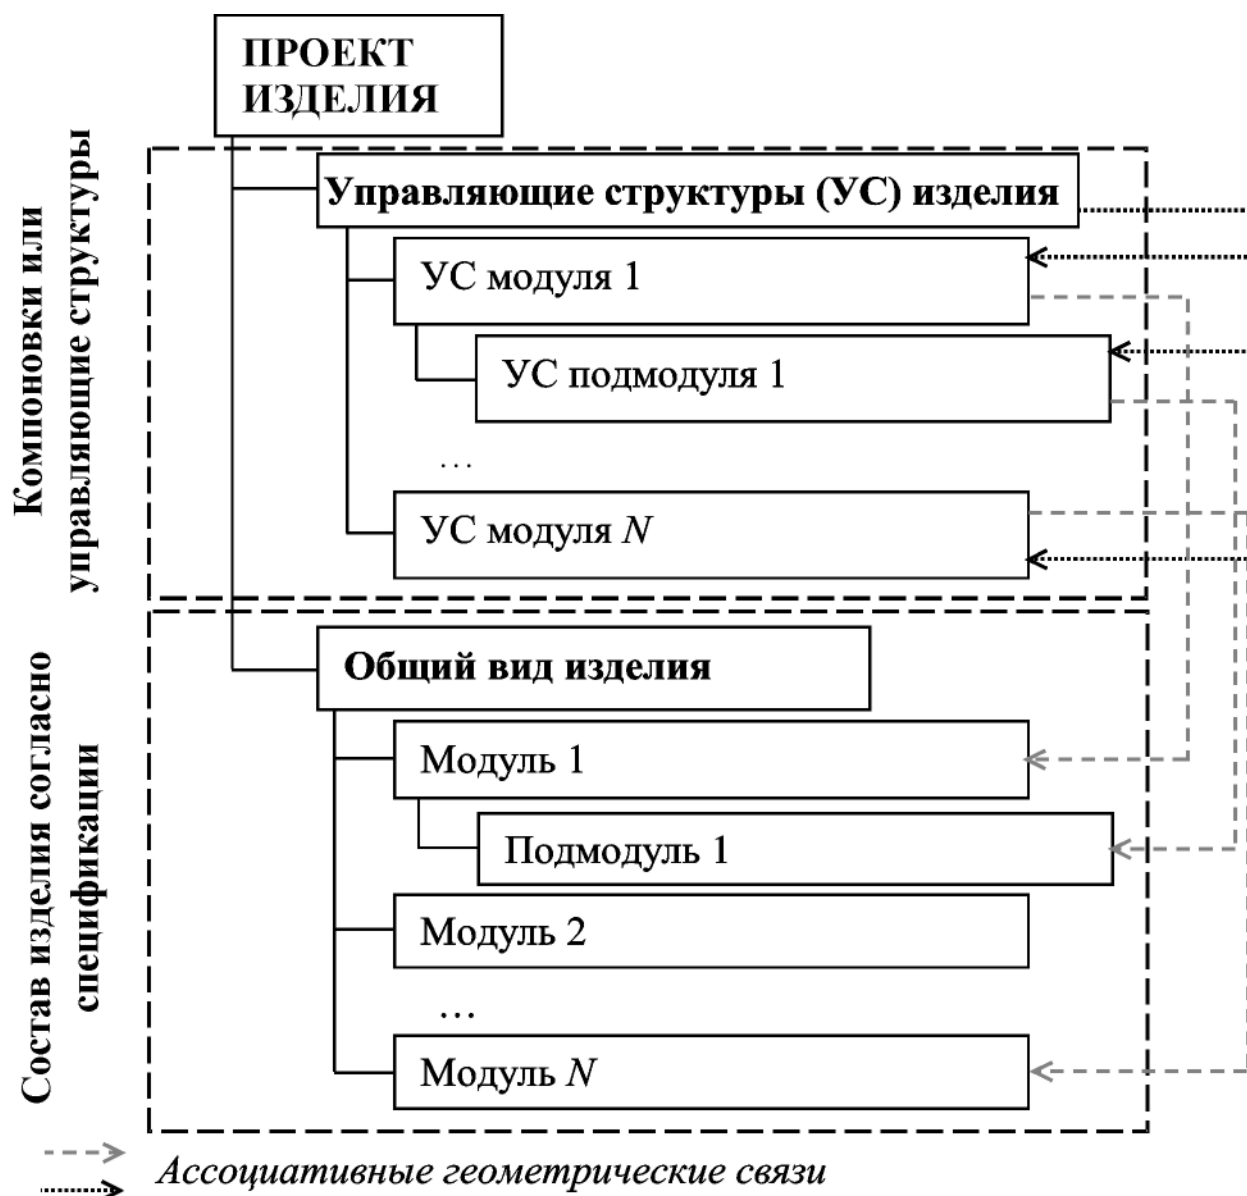 ПРОЕКТ
ИЗДЕЛИЯ
Компоновки или
управляющие структуры
Управляющие структуры (УС) изделия
УС модуля 1
УС подмодуля 1
...
УС модуля N
Состав изделия согласно
спецификации
Общий вид изделия
Модуль 1
Подмодуль 1
Модуль 2
...
Модуль N
Ассоциативные геометрические связи